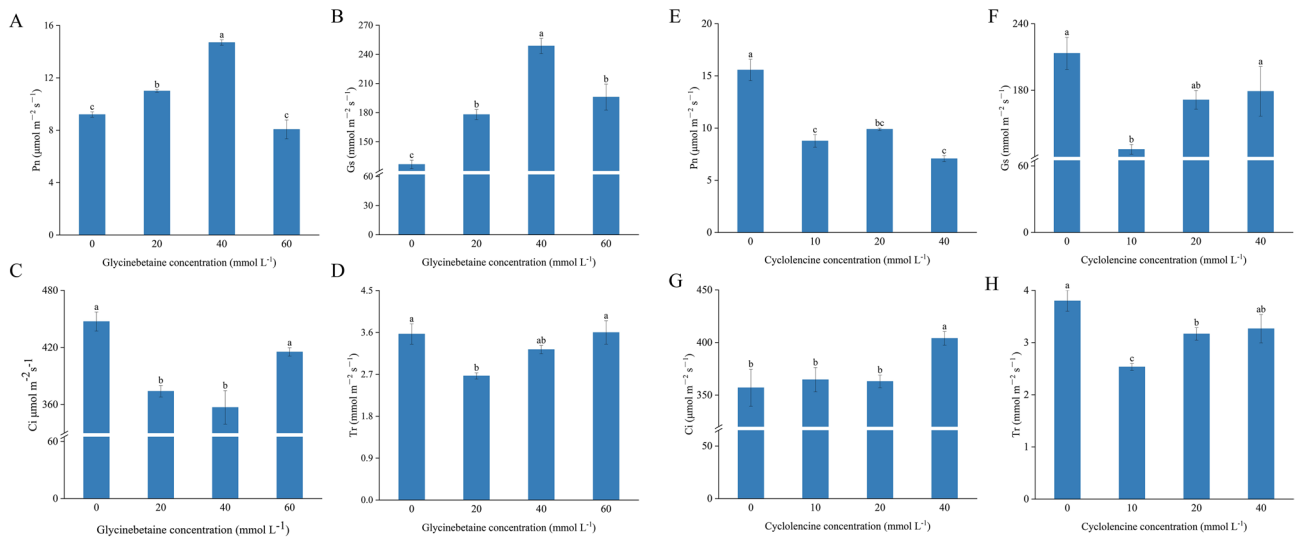 A
Pn (μmol m−2 s−1)
16
12
8
4
0
c
b
a
c
0
20
40
60
Glycinebetaine concentration (mmol L-1)
B
Gs (mmol m−2 s−1)
270
240
210
180
150
60
30
0
c
b
a
b
0
20
40
60
Glycinebetaine concentration (mmol L-1)
C
Ci μmol m-2s-1
480
420
360
60
0
a
b
b
a
0
20
40
60
Glycinebetaine concentration (mmol L-1)
D
Tr (mmol m−2 s−1)
4.5
3.6
2.7
1.8
0.9
0.0
a
b
ab
a
0
20
40
60
Glycinebetaine concentration (mmol L-1)
E
Pn (μmol m−2 s−1)
20
15
10
5
0
a
c
bc
c
0
10
20
40
Cyclolencine concentration (mmol L-1)
F
Gs (mmol m−2 s−1)
240
180
60
0
a
b
ab
a
0
10
20
40
Cyclolencine concentration (mmol L-1)
G
Ci (μmol m−2 s−1)
450
400
350
50
0
b
b
b
a
0
10
20
40
Cyclolencine concentration (mmol L-1)
H
Tr (mmol m−2 s−1)
4
3
2
1
0
a
c
b
ab
0
10
20
40
Cyclolencine concentration (mmol L-1)